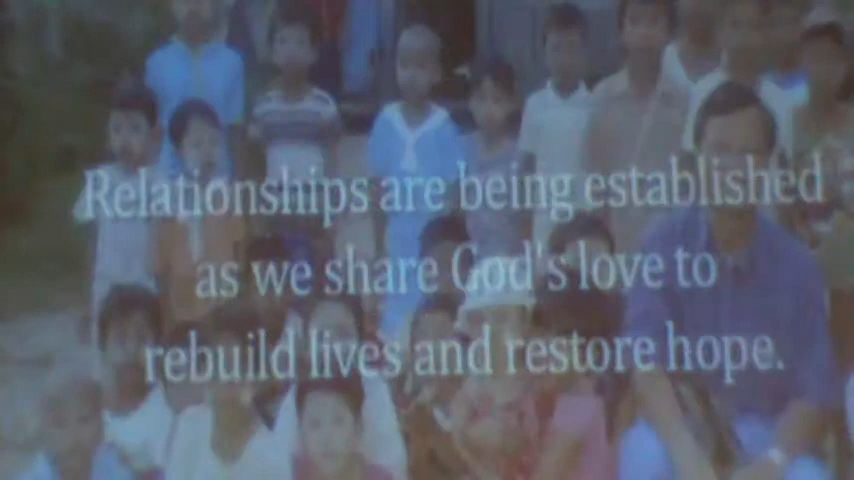 Relationships are being established
as we share God's love to
rebuild lives and restore hope.